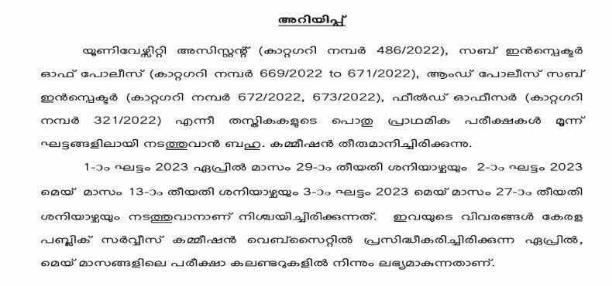 അറിയിപ്പ്
യൂണിവേഴ്സിറ്റി അസിസ്റ്റന്റ് (കാറ്റഗറി നമ്പർ 486/2022), സബ് ഇൻസ്പെക്ടർ
ഓഫ് പോലീസ് (കാറ്റഗറി നമ്പർ 669/2022 to 671/2022), ആംഡ് പോലീസ് സബ്
ഇൻസ്പെക്ടർ (കാറ്റഗറി നമ്പർ 672/2022, 673/2022), ഫീൽഡ് ഓഫീസർ (കാറ്റഗറി
നമ്പർ 321/2022) എന്നീ തസ്തികകളുടെ പൊതു പ്രാഥമിക പരീക്ഷകൾ മൂന്ന്
ഘട്ടങ്ങളിലായി നടത്തുവാൻ ബഹു. കമ്മീഷൻ തീരുമാനിച്ചിരിക്കുന്നു.
1-ാം ഘട്ടം 2023 ഏപ്രിൽ മാസം 29-ാം തീയതി ശനിയാഴ്ചയും 2-ാം ഘട്ടം 2023
മെയ് മാസം 13-ാം തീയതി ശനിയാഴ്ചയും 3-ാം ഘട്ടം 2023 മെയ് മാസം 27-ാം തീയതി
ശനിയാഴ്ചയും നടത്തുവാനാണ് നിശ്ചയിച്ചിരിക്കുന്നത്. ഇവയുടെ വിവരങ്ങൾ കേരള
പബ്ലിക് സർവ്വീസ് കമ്മീഷൻ വെബ്സൈറ്റിൽ പ്രസിദ്ധീകരിച്ചിരിക്കുന്ന ഏപ്രിൽ,
മെയ് മാസങ്ങളിലെ പരീക്ഷാ കലണ്ടറുകളിൽ നിന്നും ലഭ്യമാകുന്നതാണ്.